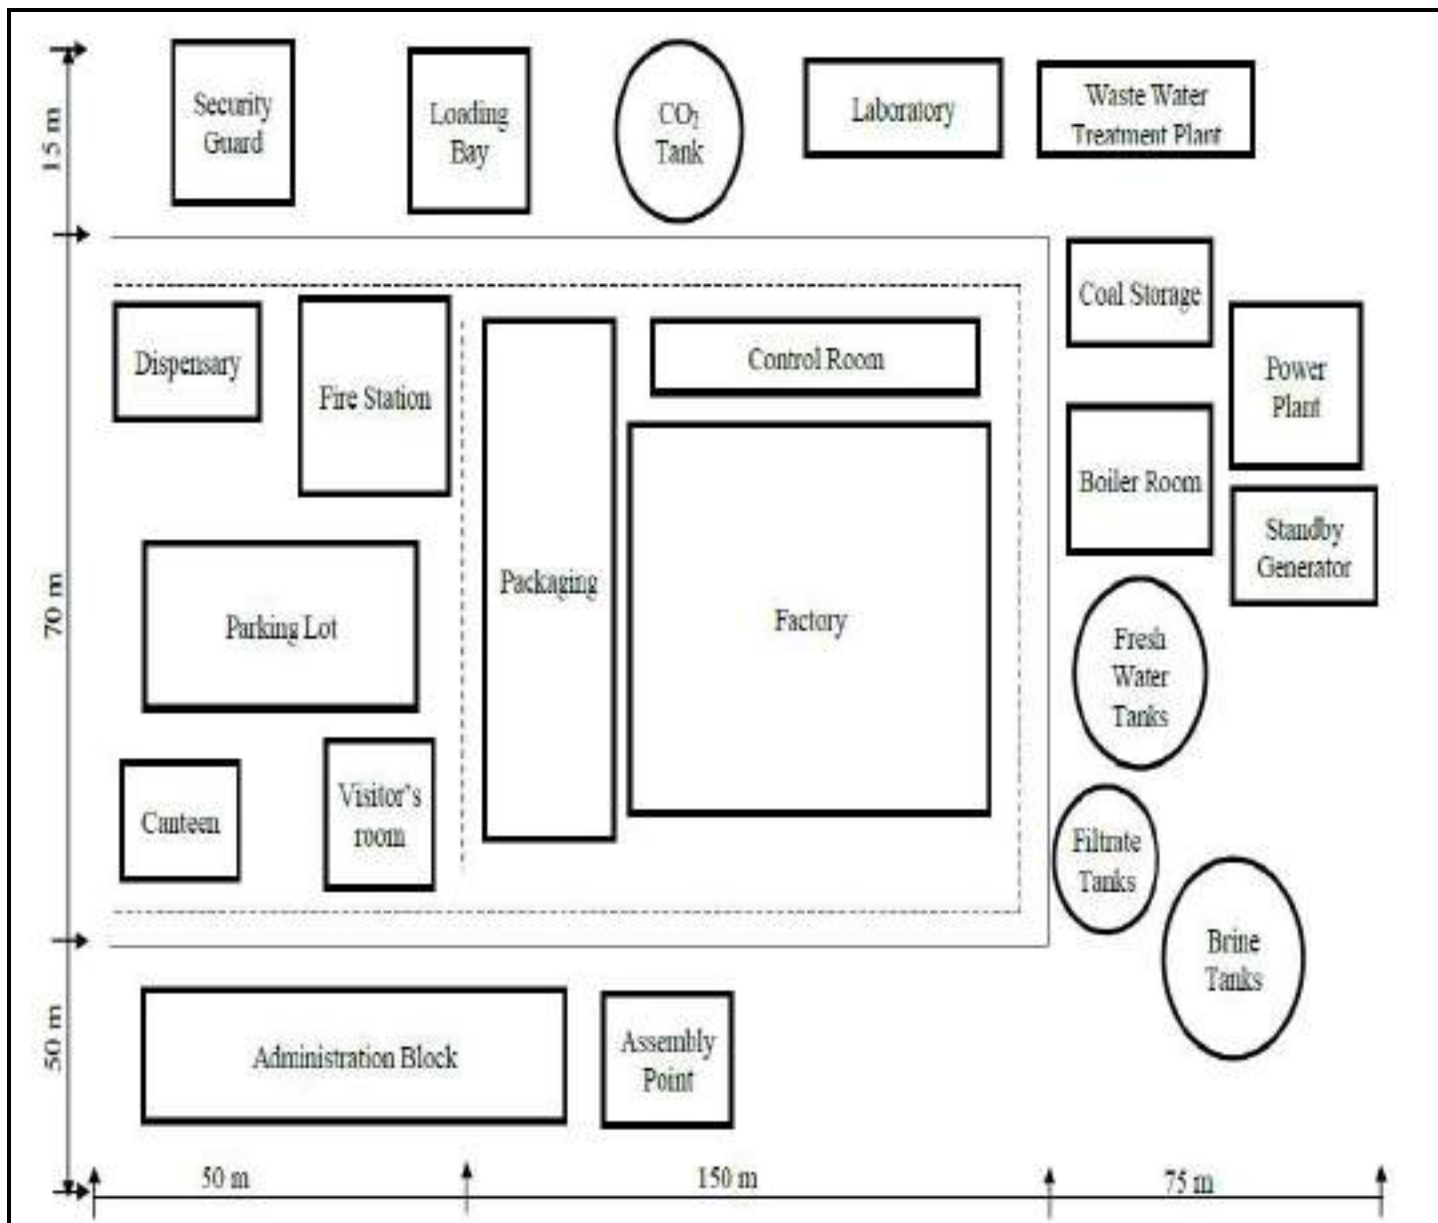 Security
Guard
Loading
Bay
CO₂
Tank
Laboratory
Waste Water
Treatment Plant
15 m
Coal Storage
Dispensary
Fire Station
Control Room
Power
Plant
Boiler Room
Standby
Generator
Packaging
Factory
Parking Lot
70 m
Fresh
Water
Tanks
Canteen
Visitor's
room
Filtrate
Tanks
Brine
Tanks
Administration Block
Assembly
Point
50 m
50 m
150 m
75 m